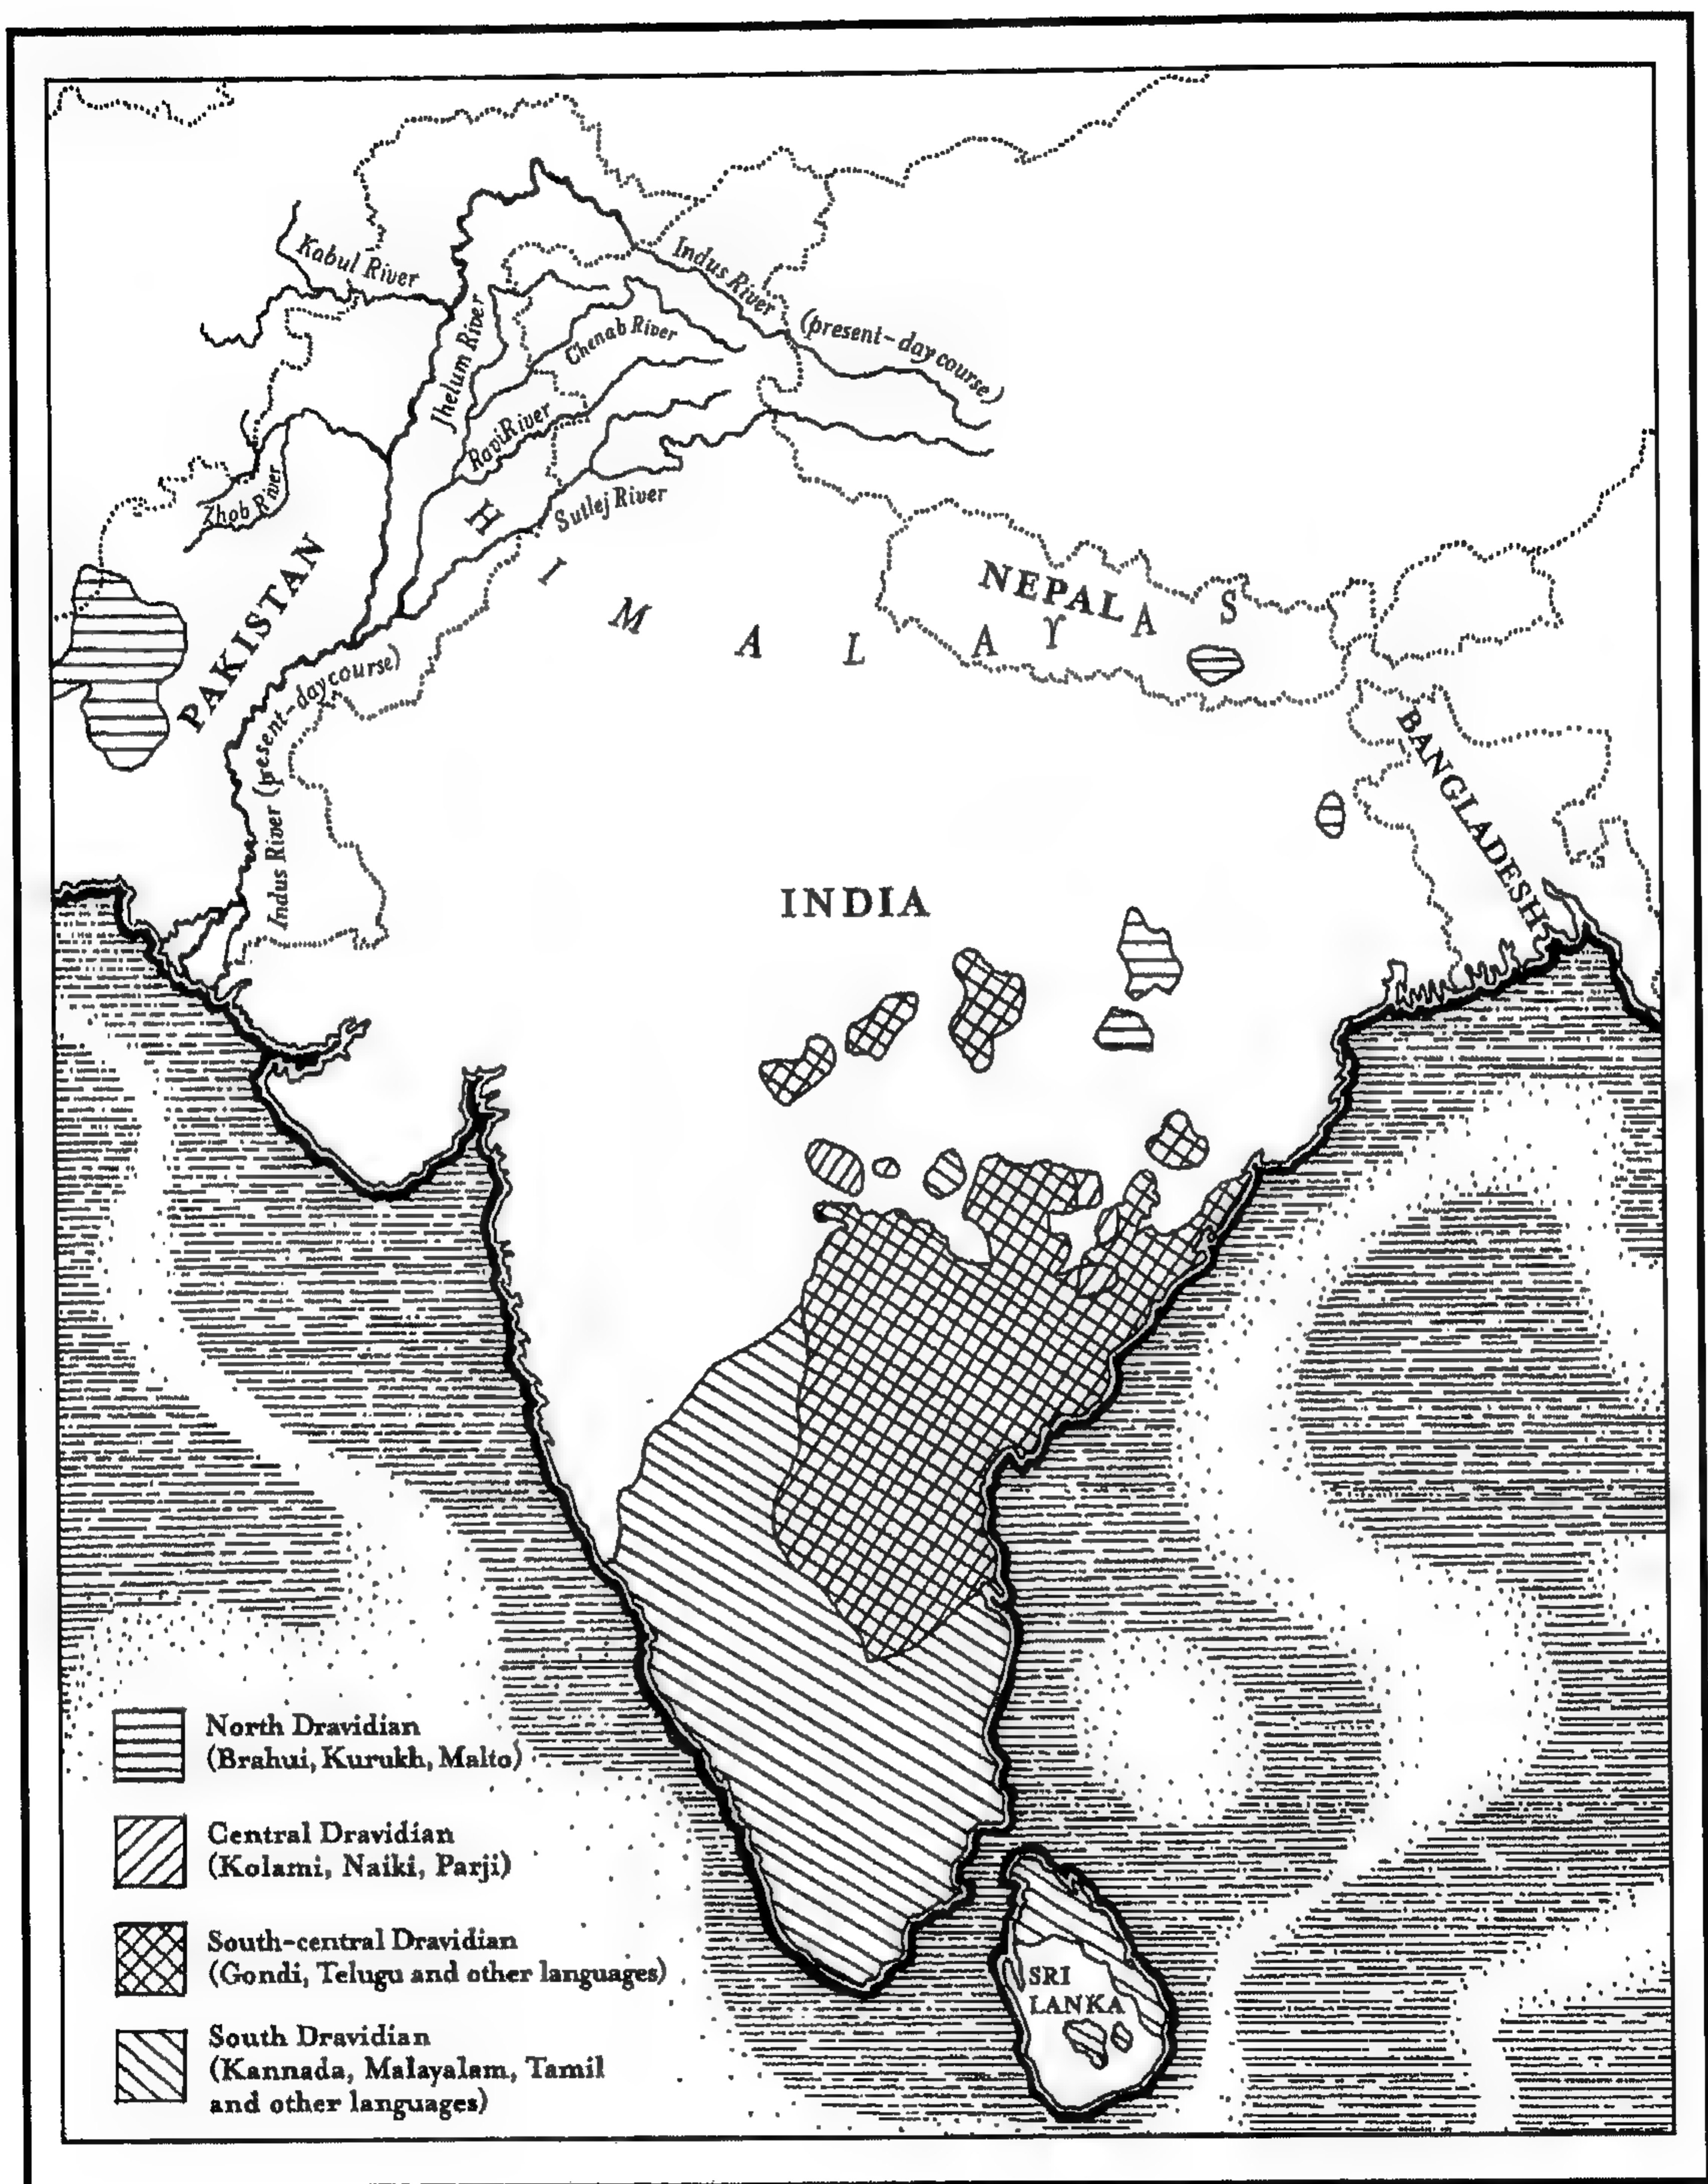 Kabul River
Indus River
(present-day course)
Jhelum River
Chenab River
Ravi River
Zhob River
Sutlej River
HIMALAYAS
NEPAL
PAKISTAN
Indus River (present-day course)
BANGLADESH
INDIA
SRI
LANKA
North Dravidian
(Brahui, Kurukh, Malto)
Central Dravidian
(Kolami, Naiki, Parji)
South-central Dravidian
(Gondi, Telugu and other languages)
South Dravidian
(Kannada, Malayalam, Tamil
and other languages)